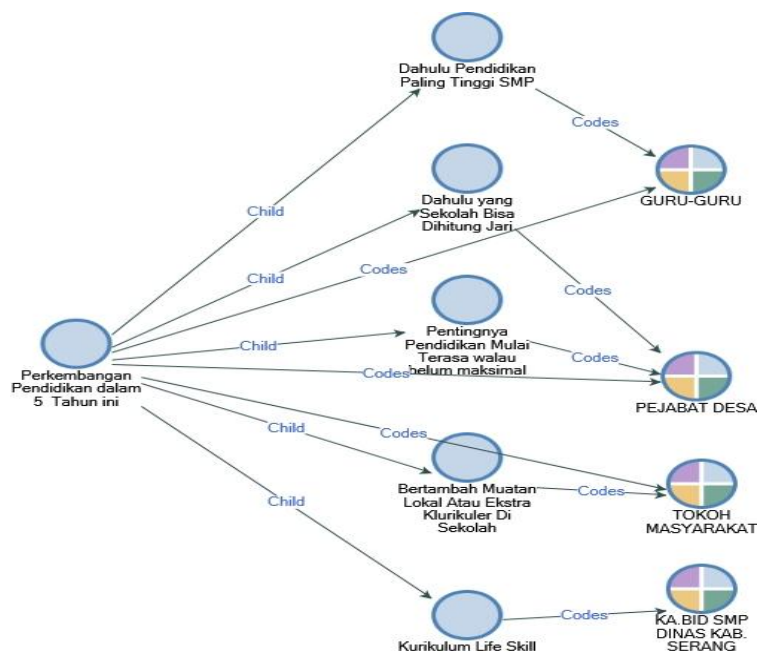 Dahulu Pendidikan
Paling Tinggi SMP
Codes
GURU-GURU
Child
Dahulu yang
Sekolah Bisa
Dihitung Jari
Codes
Child
Codes
Pentingnya
Pendidikan Mulai
Terasa walau
belum maksimal
Child
Codes
Perkembangan
Pendidikan dalam
5 Tahun ini
Codes
PEJABAT DESA
Child
Codes
Bertambah Muatan
Lokal Atau Ekstra
Klurikuler Di
Sekolah
Codes
TOKOH
MASYARAKAT
Child
Kurikulum Life Skill
Codes
KA.BID SMP
DINAS KAB.
SERANG